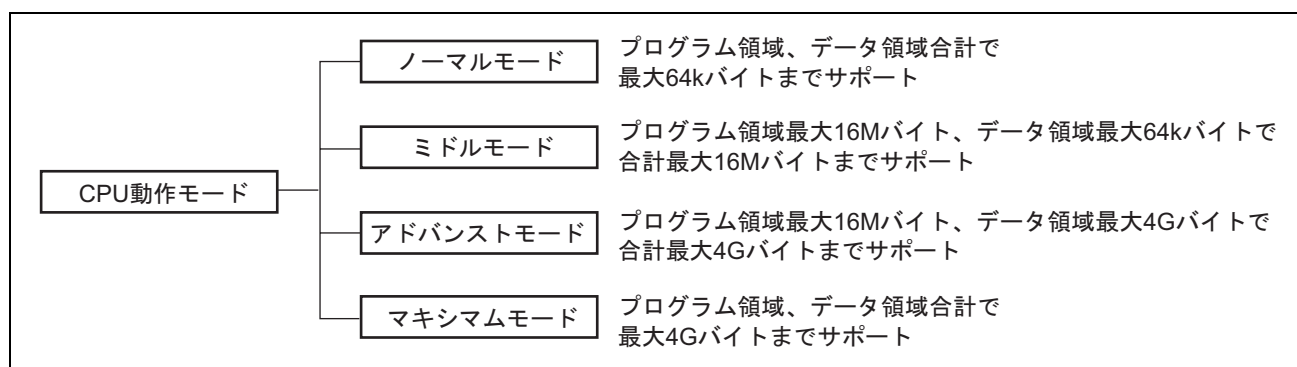 CPU動作モード
ノーマルモード
プログラム領域、データ領域合計で
最大64kバイトまでサポート
ミドルモード
プログラム領域最大16Mバイト、データ領域最大64kバイトで
合計最大16Mバイトまでサポート
アドバンストモード
プログラム領域最大16Mバイト、データ領域最大4Gバイトで
合計最大4Gバイトまでサポート
マキシマムモード
プログラム領域、データ領域合計で
最大4Gバイトまでサポート